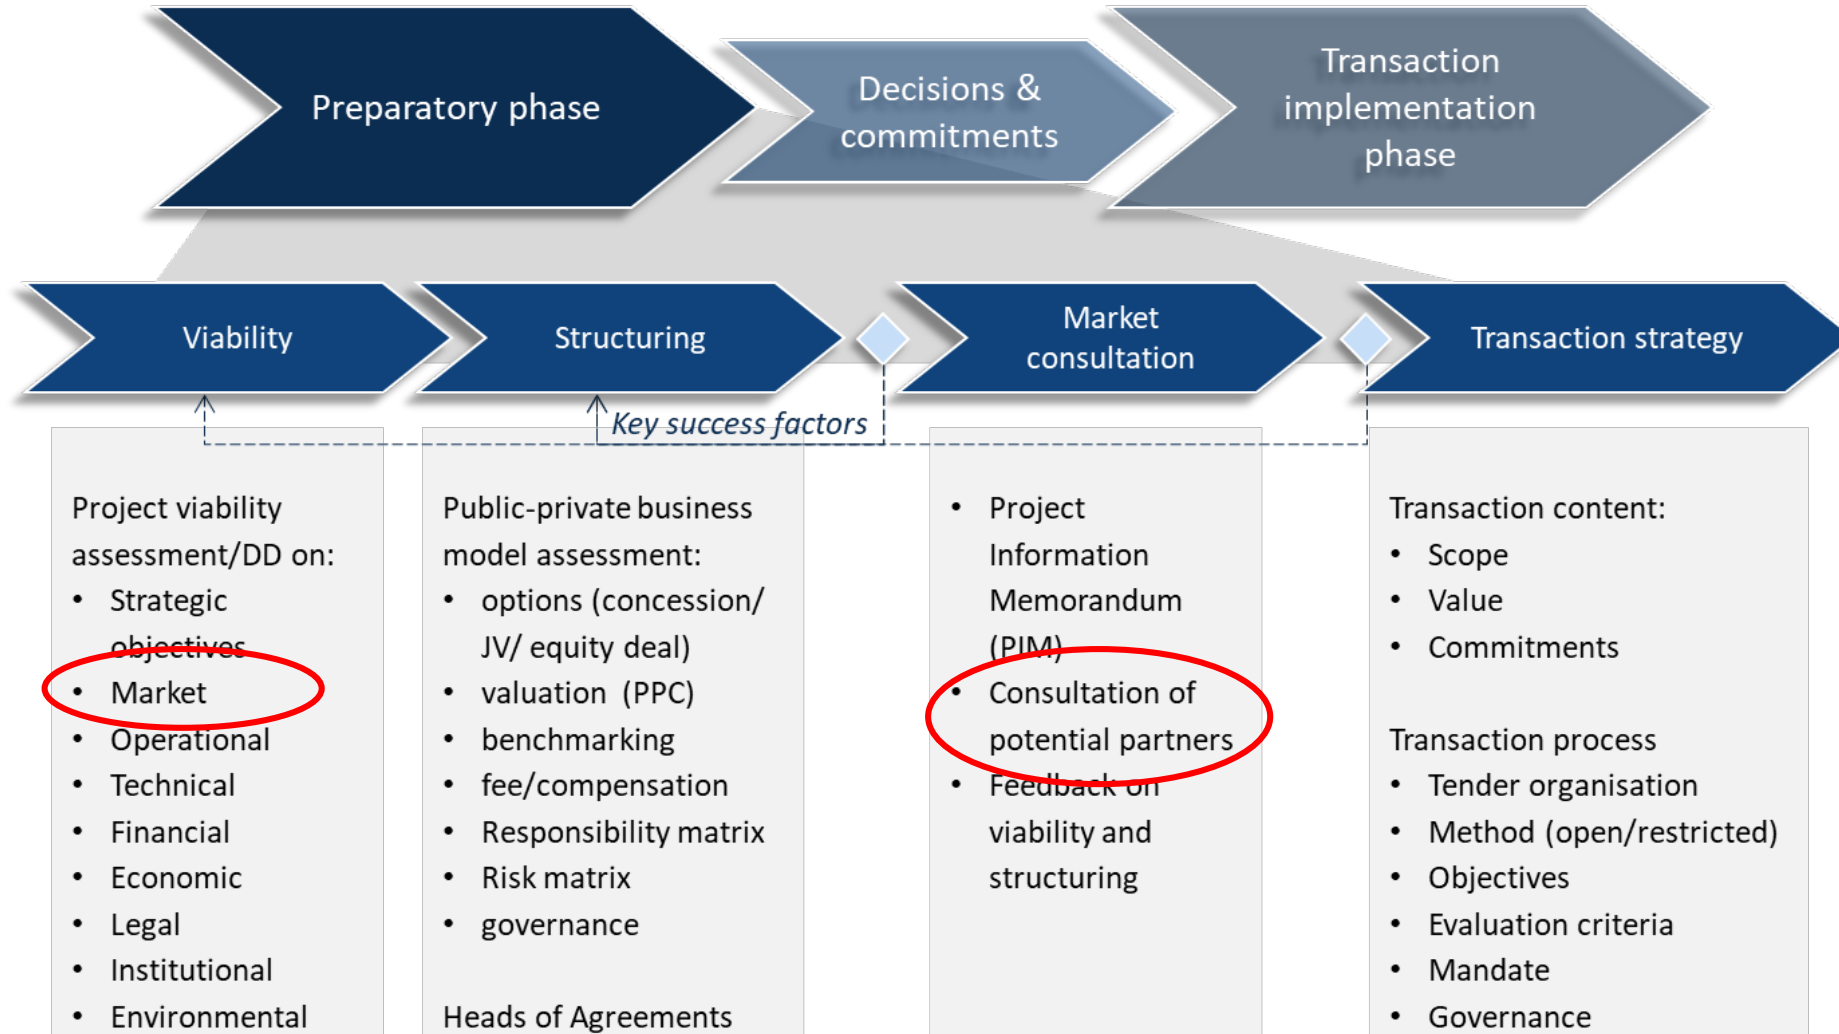 Preparatory phase
Decisions &
commitments
Transaction
implementation
phase
Viability
Structuring
Market
consultation
Transaction strategy
Key success factors
Project viability
assessment/DD on:
• Strategic
objectives
• Market
• Operational
• Technical
• Financial
• Economic
• Legal
• Institutional
• Environmental
Public-private business
model assessment:
• options (concession/
JV/ equity deal)
• valuation (PPC)
• benchmarking
• fee/compensation
• Responsibility matrix
• Risk matrix
• governance
Heads of Agreements
• Project
Information
Memorandum
(PIM)
• Consultation of
potential partners
• Feedback on
viability and
structuring
Transaction content:
• Scope
• Value
• Commitments
Transaction process
• Tender organisation
• Method (open/restricted)
• Objectives
• Evaluation criteria
• Mandate
• Governance